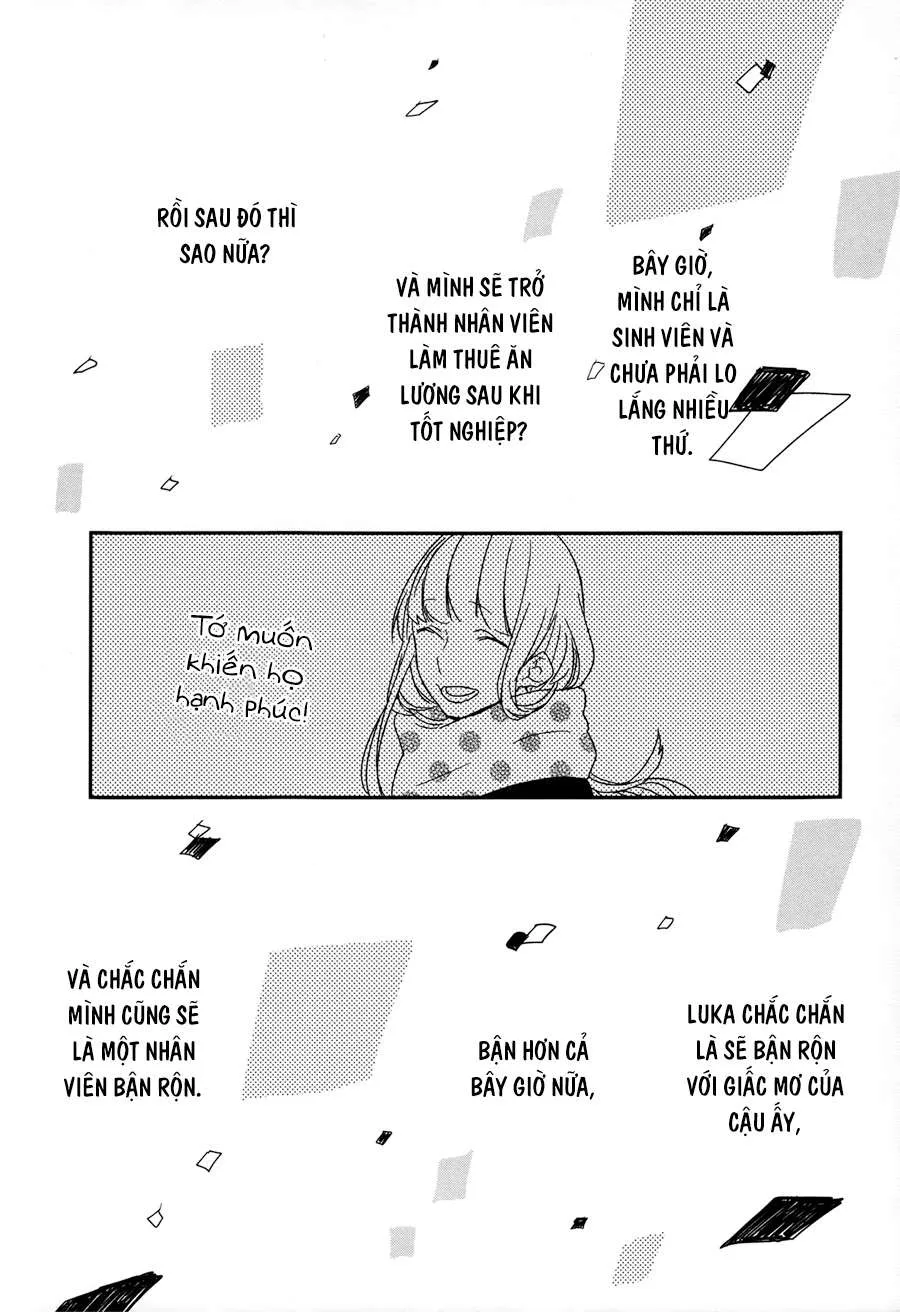 BÂY GIỜ,
MÌNH CHỈ LÀ
SINH VIÊN VÀ
CHƯA PHẢI LO
LẮNG NHIỀU
THỨ.
VÀ MÌNH SẼ TRỞ
THÀNH NHÂN VIÊN
LÀM THUÊ ĂN
LƯƠNG SAU KHI
TỐT NGHIỆP?
RỒI SAU ĐÓ THÌ
SAO NỮA?
Tớ muốn
khiến họ
hạnh phúc!
LUKA CHẮC CHẮN
LÀ SẼ BẬN RỘN
VỚI GIẤC MƠ CỦA
CẬU ẤY,
BẬN HƠN CẢ
BÂY GIỜ NỮA,
VÀ CHẮC CHẮN
MÌNH CŨNG SẼ
LÀ MỘT NHÂN
VIÊN BẬN RỘN.